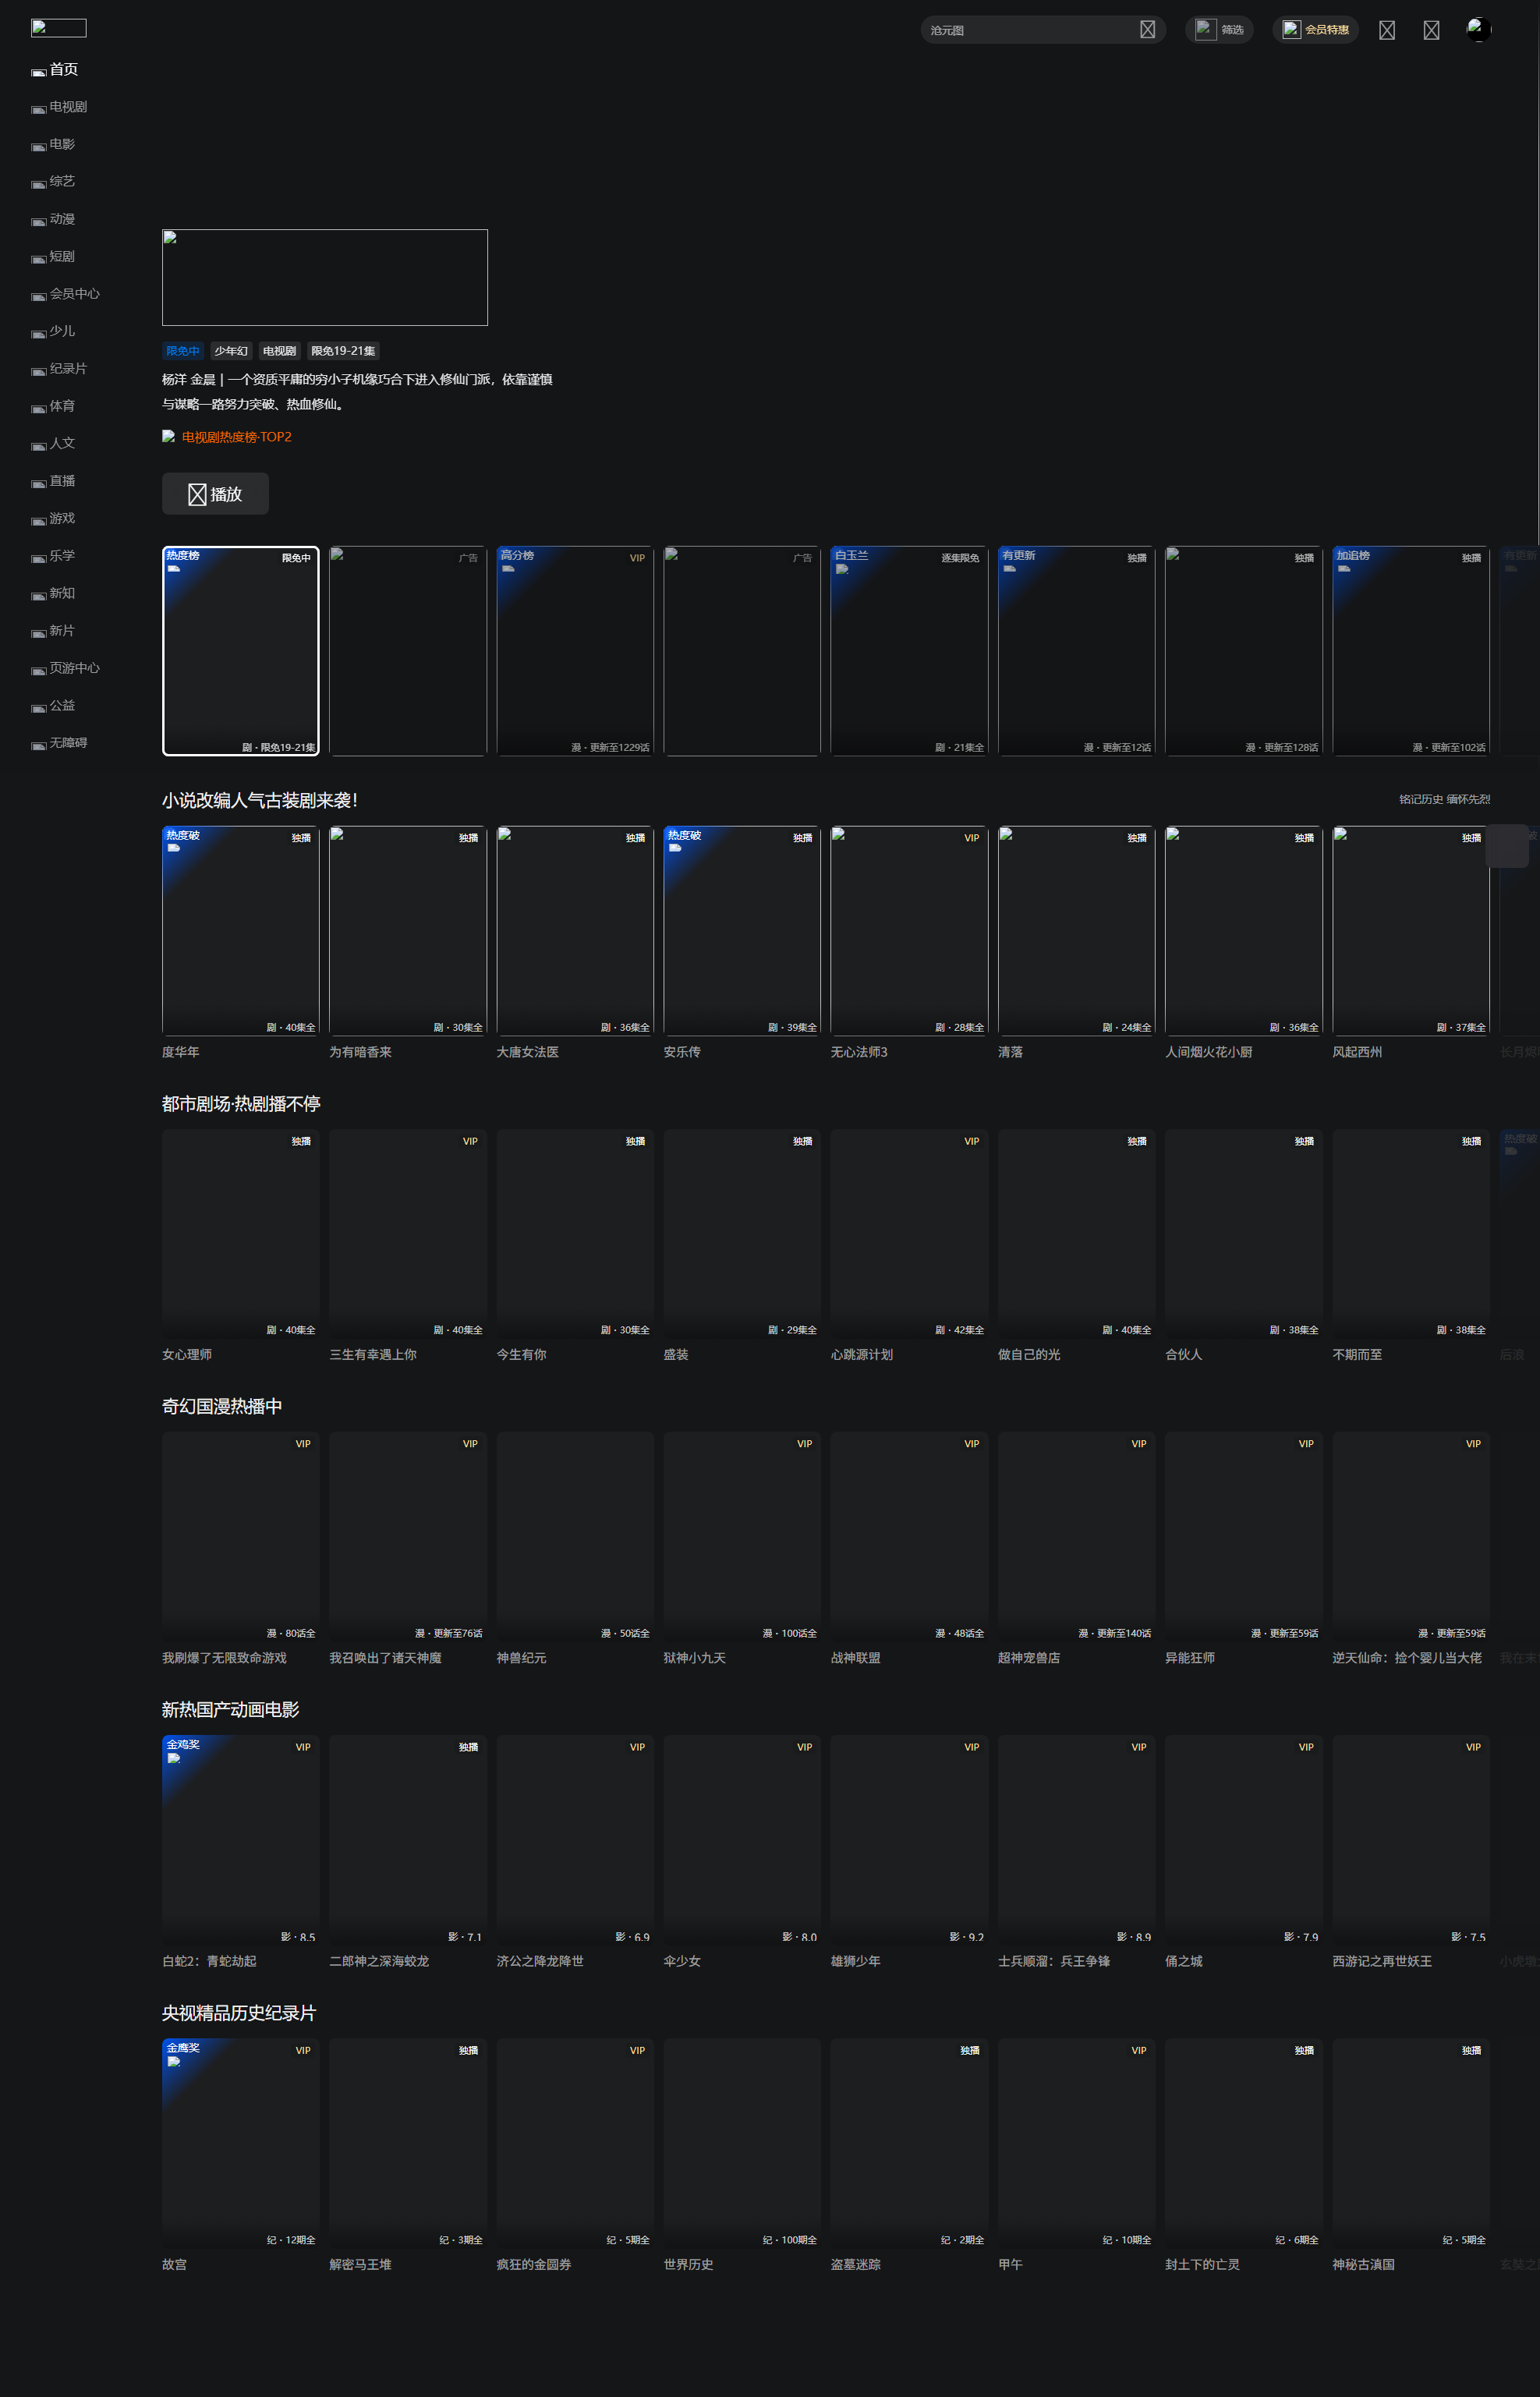 沧元图
筛选
会员特惠
首页
电视剧
电影
综艺
动漫
短剧
会员中心
少儿
纪录片
体育
人文
直播
游戏
乐学
新知
新片
页游中心
公益
无障碍
限免中 少年幻 电视剧 限免19-21集
杨洋 金晨 | 一个资质平庸的穷小子机缘巧合下进入修仙门派，依靠谨慎
与谋略一路努力突破、热血修仙。
电视剧热度榜·TOP2
播放
热度榜 限免中 广告 高分榜 VIP 广告 白玉兰 逐集限免 有更新 独播 独播 加追榜 独播 有更新
剧・限免19-21集 漫・更新至1229话 剧・21集全 漫・更新至12话 漫・更新至128话 漫・更新至102话
小说改编人气古装剧来袭！ 铭记历史 缅怀先烈
热度破 独播 独播 独播 热度破 独播 VIP 独播 独播 独播
剧・40集全 剧・30集全 剧・36集全 剧・39集全 剧・28集全 剧・24集全 剧・36集全 剧・37集全
度华年 为有暗香来 大唐女法医 安乐传 无心法师3 清落 人间烟火花小厨 风起西州 长月烬
都市剧场·热剧播不停
独播 VIP 独播 独播 VIP 独播 独播 独播 热度破
剧・40集全 剧・40集全 剧・30集全 剧・29集全 剧・42集全 剧・40集全 剧・38集全 剧・38集全
女心理师 三生有幸遇上你 今生有你 盛装 心跳源计划 做自己的光 合伙人 不期而至 后浪
奇幻国漫热播中
VIP VIP VIP VIP VIP VIP VIP
漫・80话全 漫・更新至76话 漫・50话全 漫・100话全 漫・48话全 漫・更新至140话 漫・更新至59话 漫・更新至59话
我刷爆了无限致命游戏 我召唤出了诸天神魔 神兽纪元 狱神小九天 战神联盟 超神宠兽店 异能狂师 逆天仙命：捡个婴儿当大佬 我在末
新热国产动画电影
金鸡奖 VIP 独播 VIP VIP VIP VIP VIP VIP
影・8.5 影・7.1 影・6.9 影・8.0 影・9.2 影・8.9 影・7.9 影・7.5
白蛇2：青蛇劫起 二郎神之深海蛟龙 济公之降龙降世 伞少女 雄狮少年 士兵顺溜：兵王争锋 俑之城 西游记之再世妖王 小虎墩
央视精品历史纪录片
金鹰奖 VIP 独播 VIP 独播 VIP 独播 独播
纪・12期全 纪・3期全 纪・5期全 纪・100期全 纪・2期全 纪・10期全 纪・6期全 纪・5期全
故宫 解密马王堆 疯狂的金圆券 世界历史 盗墓迷踪 甲午 封土下的亡灵 神秘古滇国 玄奘之